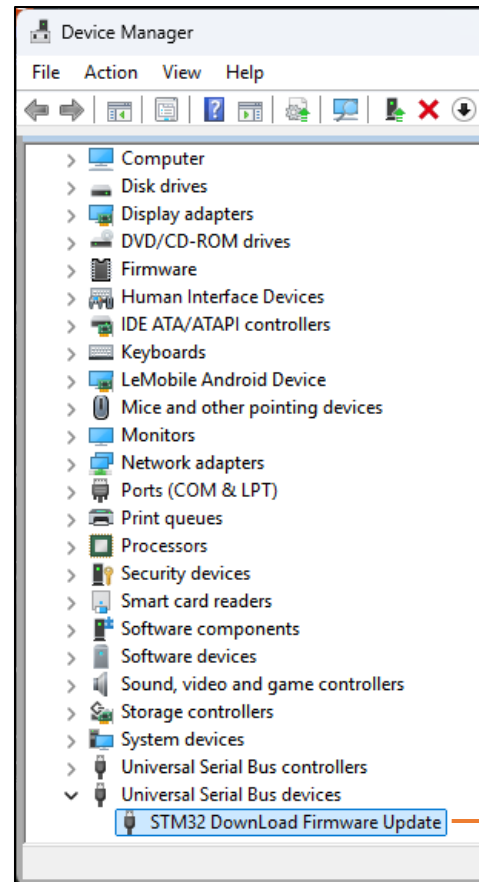 Device Manager
File Action View Help
Computer
Disk drives
Display adapters
DVD/CD-ROM drives
Firmware
Human Interface Devices
IDE ATA/ATAPI controllers
Keyboards
LeMobile Android Device
Mice and other pointing devices
Monitors
Network adapters
Ports (COM & LPT)
Print queues
Processors
Security devices
Smart card readers
Software components
Software devices
Sound, video and game controllers
Storage controllers
System devices
Universal Serial Bus controllers
Universal Serial Bus devices
STM32 DownLoad Firmware Update